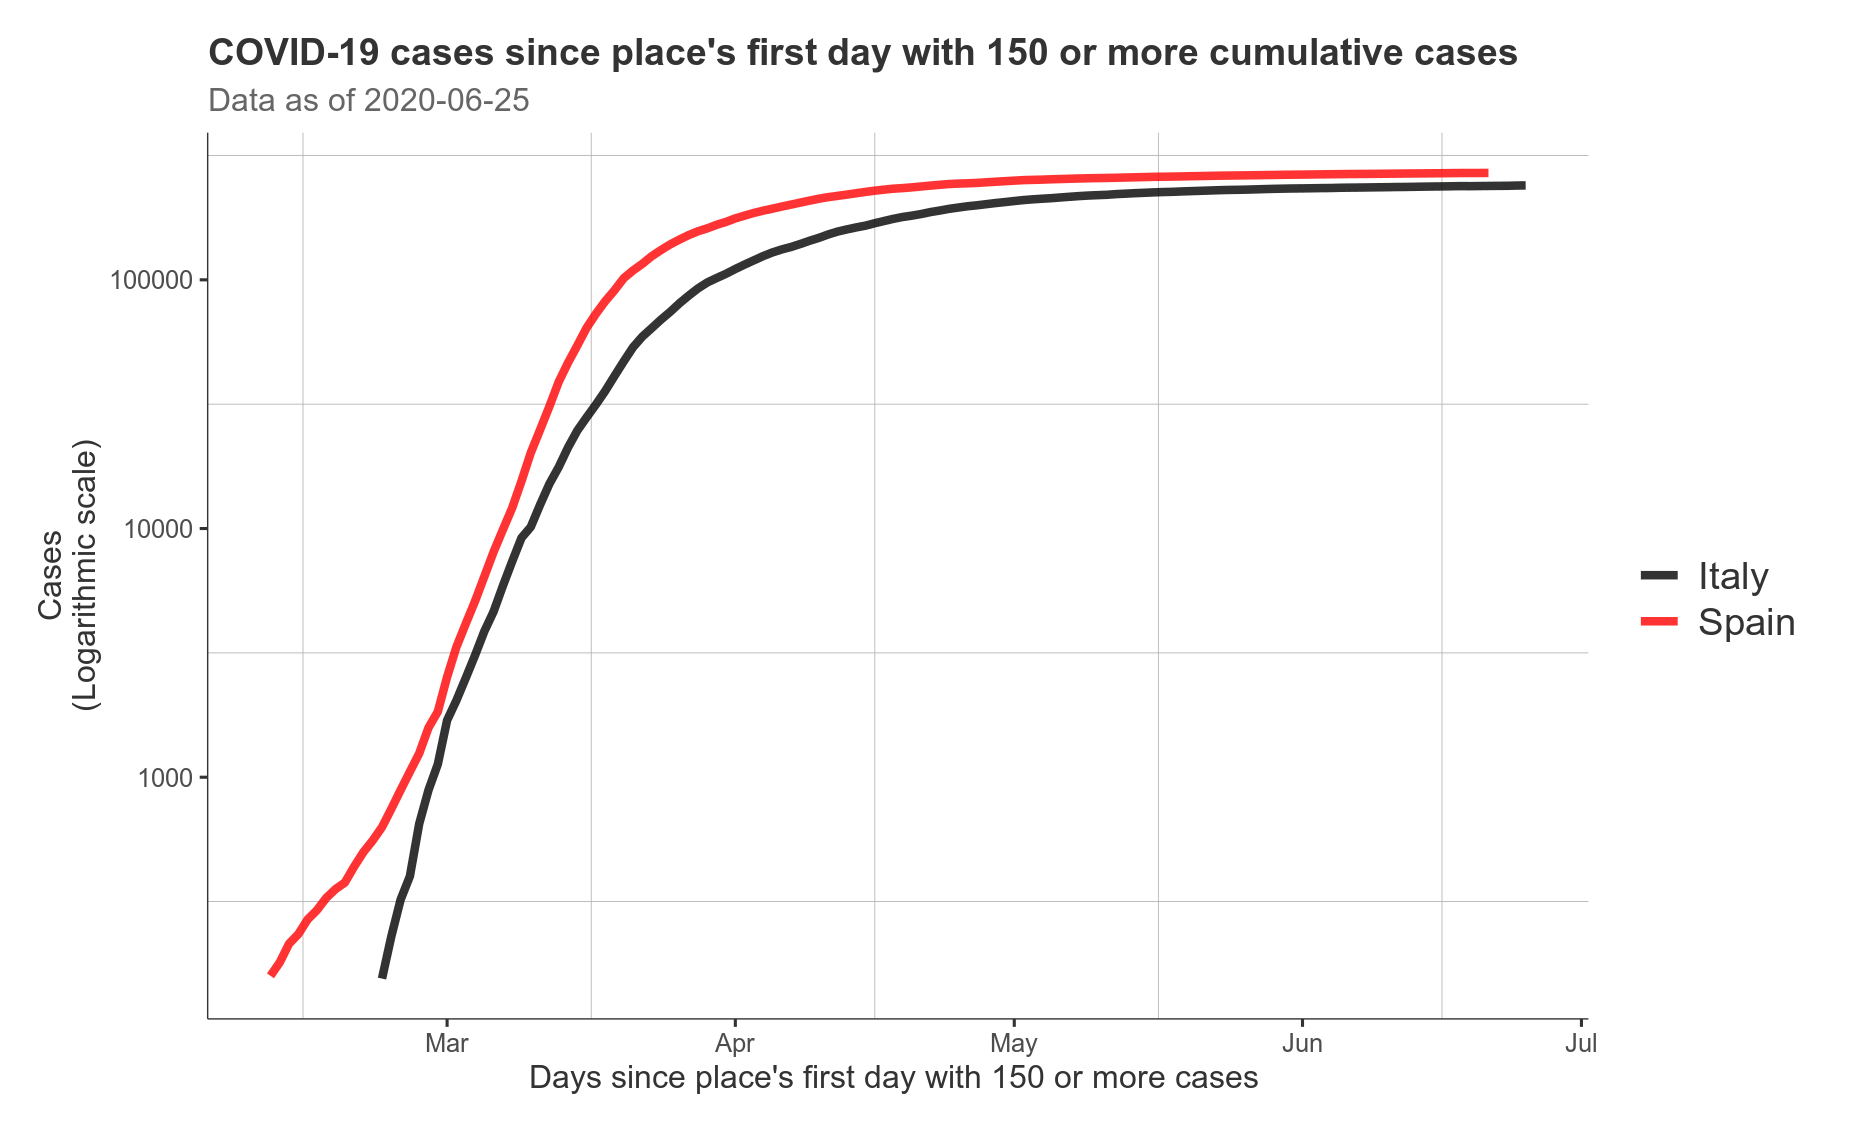 COVID-19 cases since place's first day with 150 or more cumulative cases
Data as of 2020-06-25
Cases
(Logarithmic scale)
100000
10000
1000
Mar
Apr
May
Jun
Jul
Days since place's first day with 150 or more cases
Italy
Spain